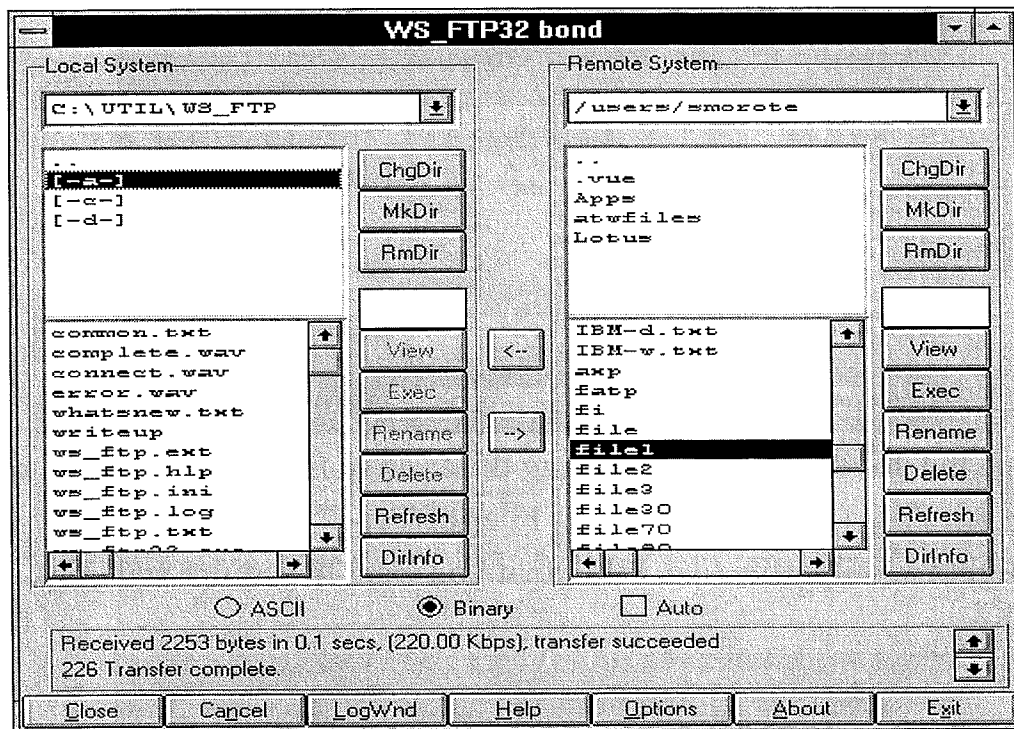 WS_FTP32 bond
Local System
C:\UTIL\WS_FTP
..
[-a-]
[-c-]
[-d-]
ChgDir
MkDir
RmDir
common.txt
complete.wav
connect.wav
error.wav
whatsnew.txt
writeup
ws_ftp.ext
ws_ftp.hlp
ws_ftp.ini
ws_ftp.log
ws_ftp.txt
View
Exec
Rename
Delete
Refresh
DirInfo
<--
-->
Remote System
/users/smorote
..
.vue
Apps
atwfiles
Lotus
ChgDir
MkDir
RmDir
IBM-d.txt
IBM-w.txt
axp
fatp
fi
file
file1
file2
file3
file30
file70
View
Exec
Rename
Delete
Refresh
DirInfo
ASCII Binary Auto
Received 2253 bytes in 0.1 secs, (220.00 Kbps), transfer succeeded
226 Transfer complete.
Close Cancel LogWnd Help Options About Exit